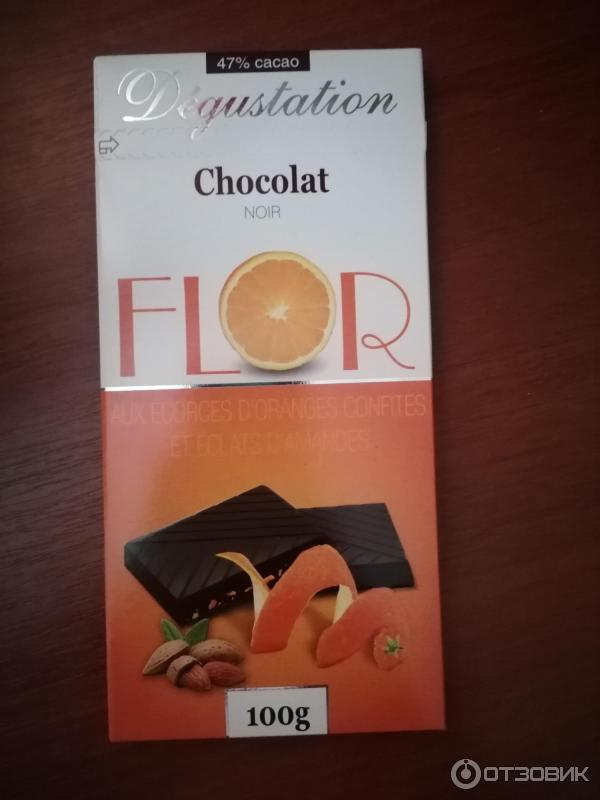 47% cacao
Dégustation
Chocolat
NOIR
FLOR
AUX ECORCES D'ORANGES CONFITES
ET ÉCLATS D'AMANDES
100g
ОТЗОВИК